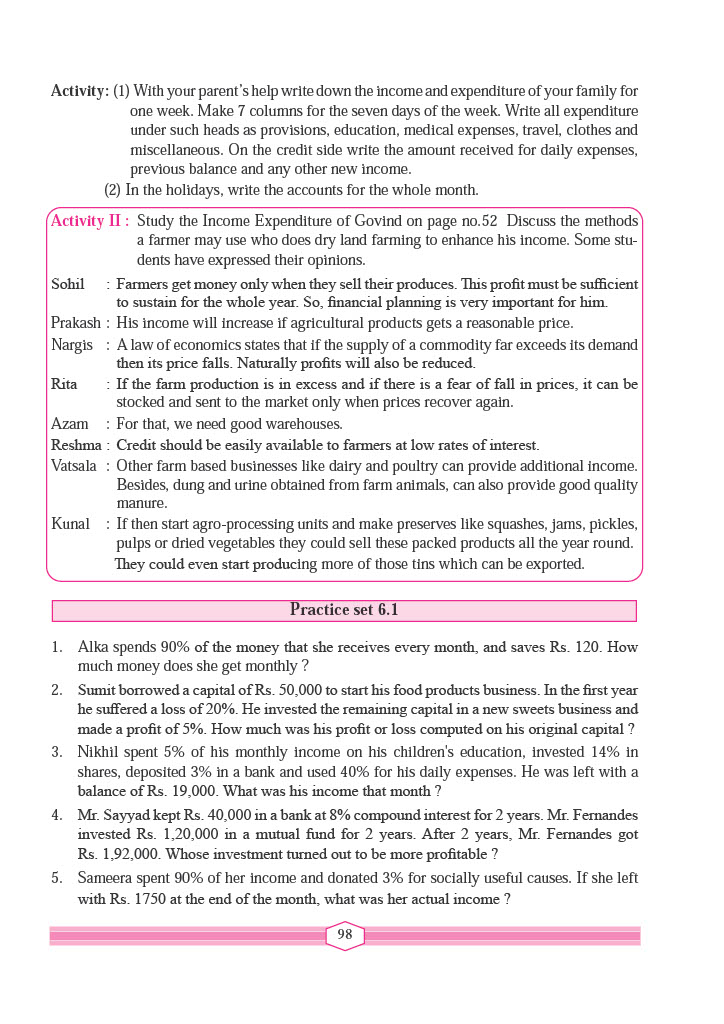 Activity: (1) With your parent's help write down the income and expenditure of your family for
one week. Make 7 columns for the seven days of the week. Write all expenditure
under such heads as provisions, education, medical expenses, travel, clothes and
miscellaneous. On the credit side write the amount received for daily expenses,
previous balance and any other new income.
(2) In the holidays, write the accounts for the whole month.
Activity II : Study the Income Expenditure of Govind on page no.52 Discuss the methods
a farmer may use who does dry land farming to enhance his income. Some stu-
dents have expressed their opinions.
Sohil : Farmers get money only when they sell their produces. This profit must be sufficient
to sustain for the whole year. So, financial planning is very important for him.
Prakash : His income will increase if agricultural products gets a reasonable price.
Nargis : A law of economics states that if the supply of a commodity far exceeds its demand
then its price falls. Naturally profits will also be reduced.
Rita : If the farm production is in excess and if there is a fear of fall in prices, it can be
stocked and sent to the market only when prices recover again.
Azam : For that, we need good warehouses.
Reshma : Credit should be easily available to farmers at low rates of interest.
Vatsala : Other farm based businesses like dairy and poultry can provide additional income.
Besides, dung and urine obtained from farm animals, can also provide good quality
manure.
Kunal : If then start agro-processing units and make preserves like squashes, jams, pickles,
pulps or dried vegetables they could sell these packed products all the year round.
They could even start producing more of those tins which can be exported.
Practice set 6.1
1. Alka spends 90% of the money that she receives every month, and saves Rs. 120. How
much money does she get monthly ?
2. Sumit borrowed a capital of Rs. 50,000 to start his food products business. In the first year
he suffered a loss of 20%. He invested the remaining capital in a new sweets business and
made a profit of 5%. How much was his profit or loss computed on his original capital ?
3. Nikhil spent 5% of his monthly income on his children's education, invested 14% in
shares, deposited 3% in a bank and used 40% for his daily expenses. He was left with a
balance of Rs. 19,000. What was his income that month ?
4. Mr. Sayyad kept Rs. 40,000 in a bank at 8% compound interest for 2 years. Mr. Fernandes
invested Rs. 1,20,000 in a mutual fund for 2 years. After 2 years, Mr. Fernandes got
Rs. 1,92,000. Whose investment turned out to be more profitable ?
5. Sameera spent 90% of her income and donated 3% for socially useful causes. If she left
with Rs. 1750 at the end of the month, what was her actual income ?
98